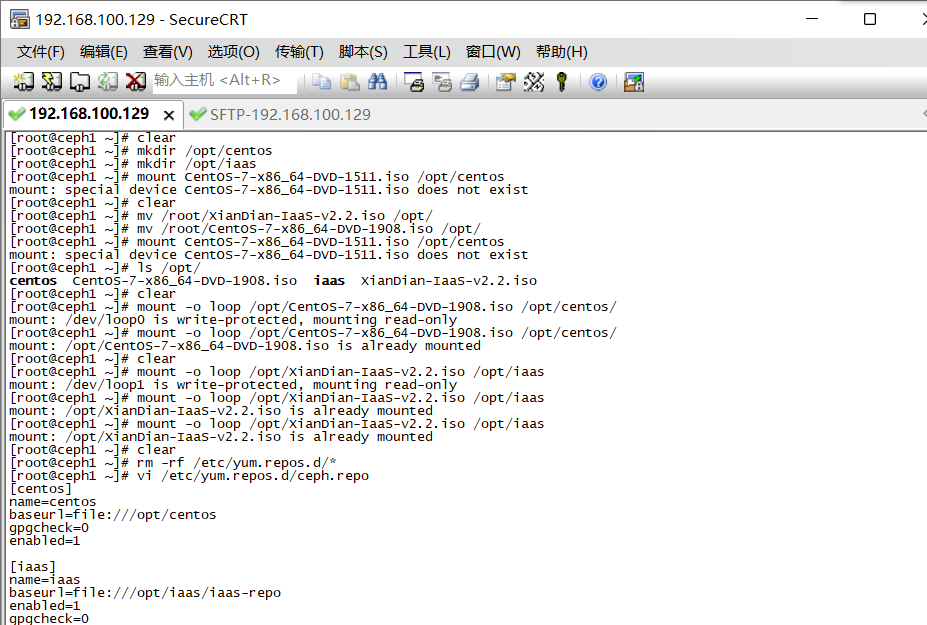 192.168.100.129 - SecureCRT
文件(F) 编辑(E) 查看(V) 选项(O) 传输(T) 脚本(S) 工具(L) 窗口(W) 帮助(H)
输入主机 <Alt+R>
192.168.100.129 SFTP-192.168.100.129
[root@ceph1 ~]# clear
[root@ceph1 ~]# mkdir /opt/centos
[root@ceph1 ~]# mkdir /opt/iaas
[root@ceph1 ~]# mount CentOS-7-x86_64-DVD-1511.iso /opt/centos
mount: special device CentOS-7-x86_64-DVD-1511.iso does not exist
[root@ceph1 ~]# clear
[root@ceph1 ~]# mv /root/XianDian-IaaS-v2.2.iso /opt/
[root@ceph1 ~]# mv /root/CentOS-7-x86_64-DVD-1908.iso /opt/
[root@ceph1 ~]# mount CentOS-7-x86_64-DVD-1511.iso /opt/centos
mount: special device CentOS-7-x86_64-DVD-1511.iso does not exist
[root@ceph1 ~]# ls /opt/
centos  CentOS-7-x86_64-DVD-1908.iso  iaas  XianDian-IaaS-v2.2.iso
[root@ceph1 ~]# clear
[root@ceph1 ~]# mount -o loop /opt/CentOS-7-x86_64-DVD-1908.iso /opt/centos/
mount: /dev/loop0 is write-protected, mounting read-only
[root@ceph1 ~]# mount -o loop /opt/CentOS-7-x86_64-DVD-1908.iso /opt/centos/
mount: /opt/CentOS-7-x86_64-DVD-1908.iso is already mounted
[root@ceph1 ~]# clear
[root@ceph1 ~]# mount -o loop /opt/XianDian-IaaS-v2.2.iso /opt/iaas
mount: /dev/loop1 is write-protected, mounting read-only
[root@ceph1 ~]# mount -o loop /opt/XianDian-IaaS-v2.2.iso /opt/iaas
mount: /opt/XianDian-IaaS-v2.2.iso is already mounted
[root@ceph1 ~]# mount -o loop /opt/XianDian-IaaS-v2.2.iso /opt/iaas
mount: /opt/XianDian-IaaS-v2.2.iso is already mounted
[root@ceph1 ~]# clear
[root@ceph1 ~]# rm -rf /etc/yum.repos.d/*
[root@ceph1 ~]# vi /etc/yum.repos.d/ceph.repo
[centos]
name=centos
baseurl=file:///opt/centos
gpgcheck=0
enabled=1
[iaas]
name=iaas
baseurl=file:///opt/iaas/iaas-repo
enabled=1
gpgcheck=0